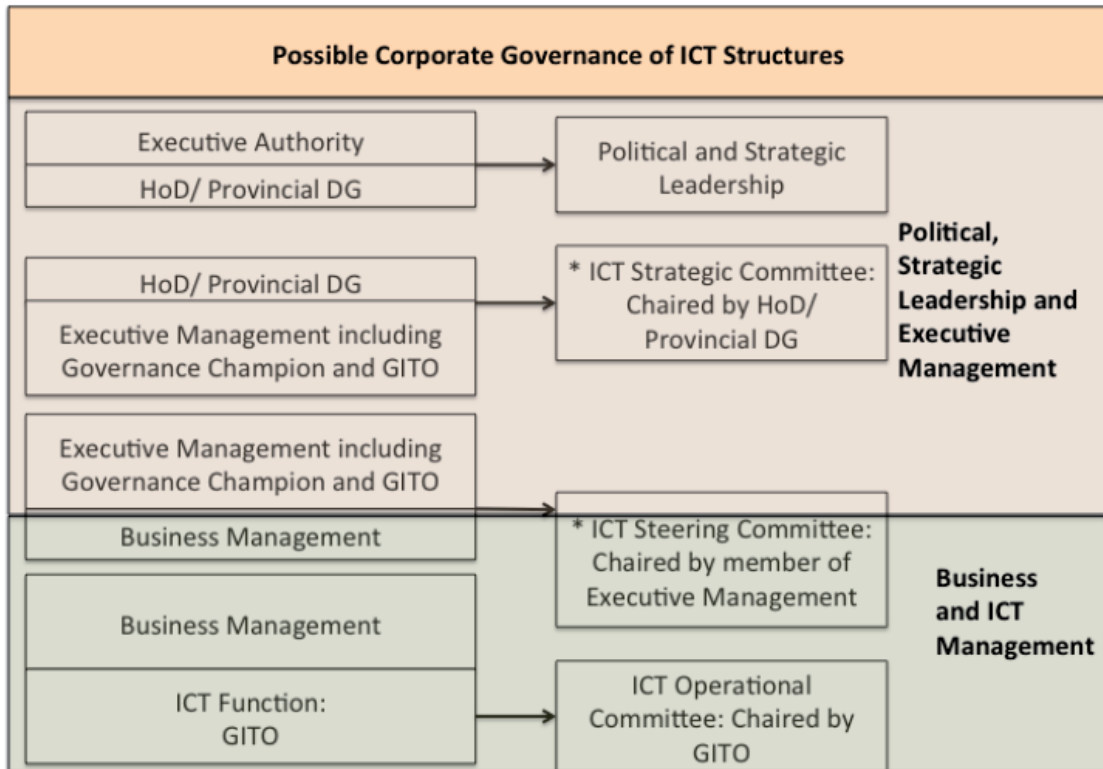 Possible Corporate Governance of ICT Structures
Executive Authority
HoD/ Provincial DG
Political and Strategic
Leadership
HoD/ Provincial DG
Executive Management including
Governance Champion and GITO
* ICT Strategic Committee:
Chaired by HoD/
Provincial DG
Political,
Strategic
Leadership and
Executive
Management
Executive Management including
Governance Champion and GITO
Business Management
* ICT Steering Committee:
Chaired by member of
Executive Management
Business Management
ICT Function:
GITO
ICT Operational
Committee: Chaired by
GITO
Business
and ICT
Management